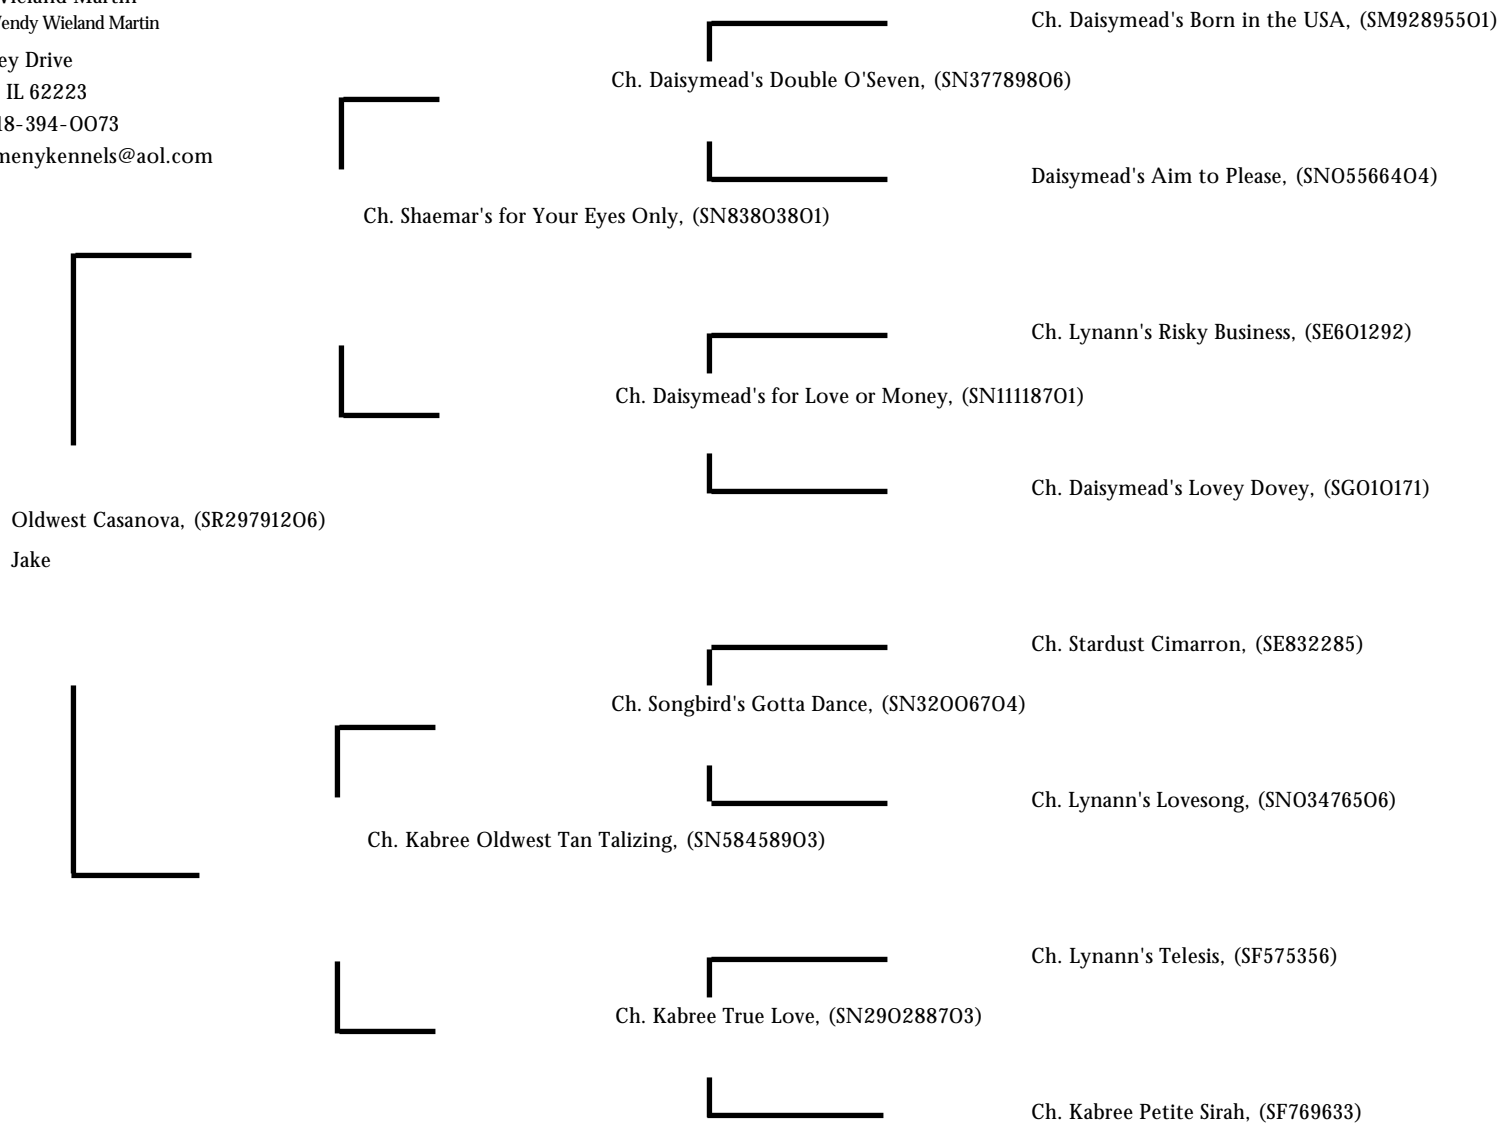 Wieland Martin
Wendy Wieland Martin
ey Drive
IL 62223
18-394-0073
menykennels@aol.com
Ch. Daisymead's Born in the USA, (SM92895501)
Ch. Daisymead's Double O'Seven, (SN37789806)
Daisymead's Aim to Please, (SN05566404)
Ch. Shaemar's for Your Eyes Only, (SN83803801)
Ch. Lynann's Risky Business, (SE601292)
Ch. Daisymead's for Love or Money, (SN11118701)
Ch. Daisymead's Lovey Dovey, (SG010171)
Oldwest Casanova, (SR29791206)
Jake
Ch. Stardust Cimarron, (SE832285)
Ch. Songbird's Gotta Dance, (SN32006704)
Ch. Lynann's Lovesong, (SN03476506)
Ch. Kabree Oldwest Tan Talizing, (SN58458903)
Ch. Lynann's Telesis, (SF575356)
Ch. Kabree True Love, (SN290288703)
Ch. Kabree Petite Sirah, (SF769633)